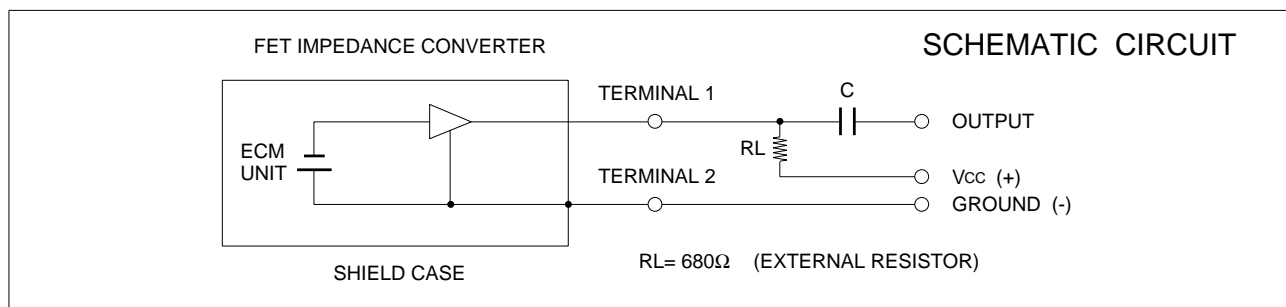 SCHEMATIC CIRCUIT
FET IMPEDANCE CONVERTER
TERMINAL 1
C
OUTPUT
ECM
UNIT
RL
TERMINAL 2
Vcc (+)
GROUND (-)
SHIELD CASE
RL= 680Ω (EXTERNAL RESISTOR)